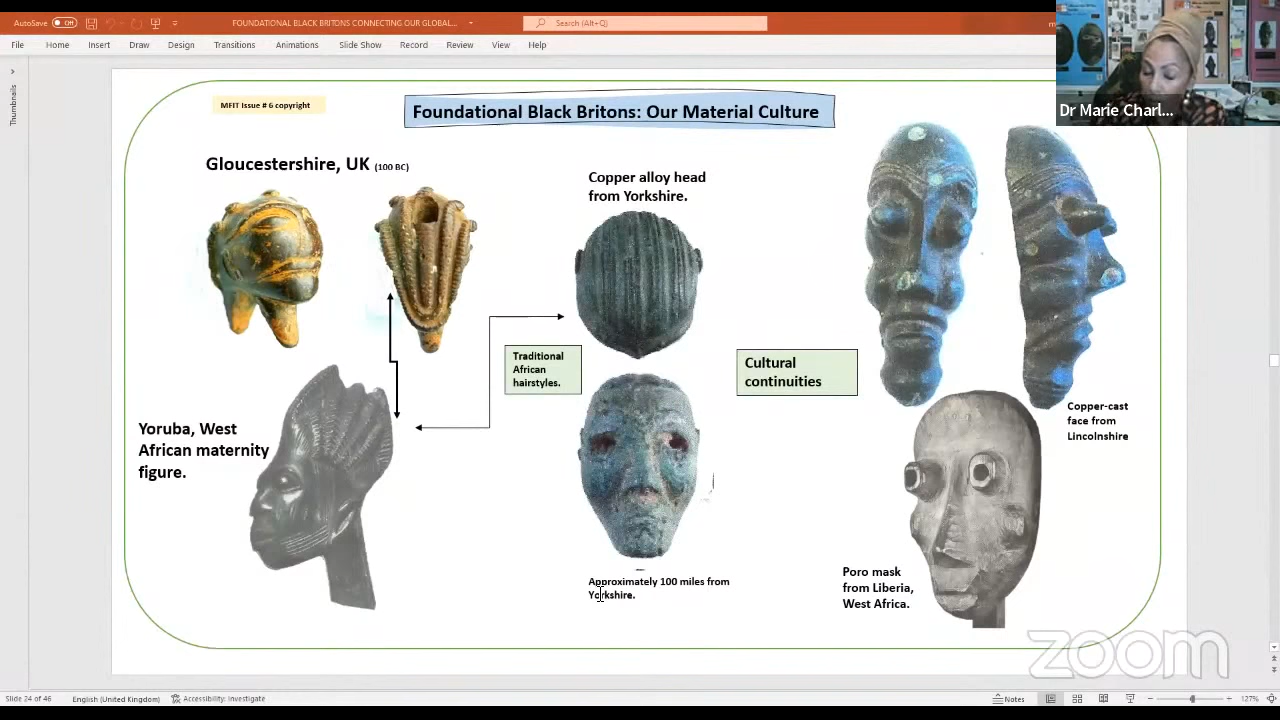 AutoSave
Off
FOUNDATIONAL BLACK BRITONS CONNECTING OUR GLOBAL...
Search (Alt+Q)
File Home Insert Draw Design Transitions Animations Slide Show Record Review View Help
Dr Marie Charl...
Thumbnails
MFIT Issue # 6 copyright
Foundational Black Britons: Our Material Culture
Gloucestershire, UK (100 BC)
Copper alloy head
from Yorkshire.
Traditional
African
hairstyles.
Cultural
continuities
Yoruba, West
African maternity
figure.
Copper-cast
face from
Lincolnshire
Approximately 100 miles from
Yorkshire.
Poro mask
from Liberia,
West Africa.
zoom
Slide 24 of 46 English (United Kingdom) Accessibility: Investigate Notes 127%